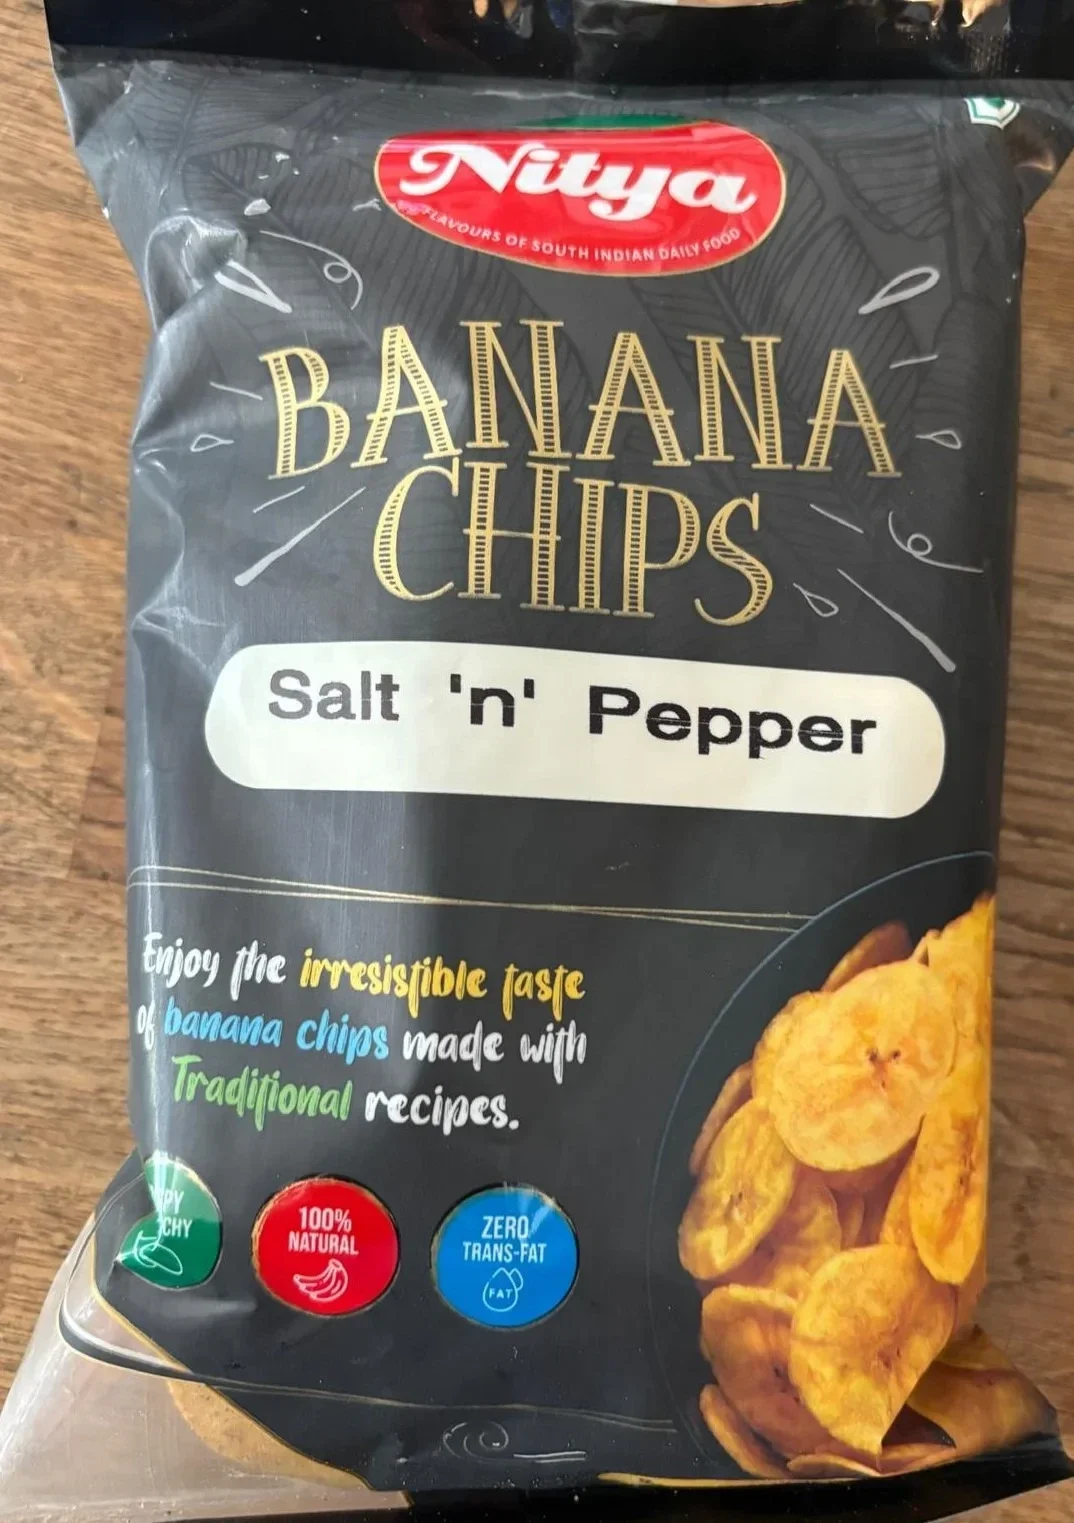 Nitya
FLAVOURS OF SOUTH INDIAN DAILY FOOD
BANANA
CHIPS
Salt 'n' Pepper
Enjoy the irresistible taste
of banana chips made with
Traditional recipes.
100%
NATURAL
ZERO
TRANS-FAT
FAT